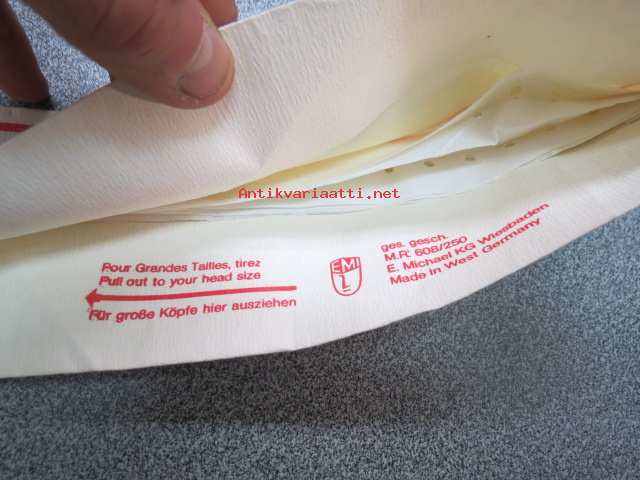 Antikvariaatti.net
Pour Grandes Tailles, tirez
Pull out to your head size
Für große Köpfe hier ausziehen
EMI
L
ges. gesch.
M.R. 608/250
E. Michael KG Wiesbaden
Made in West Germany